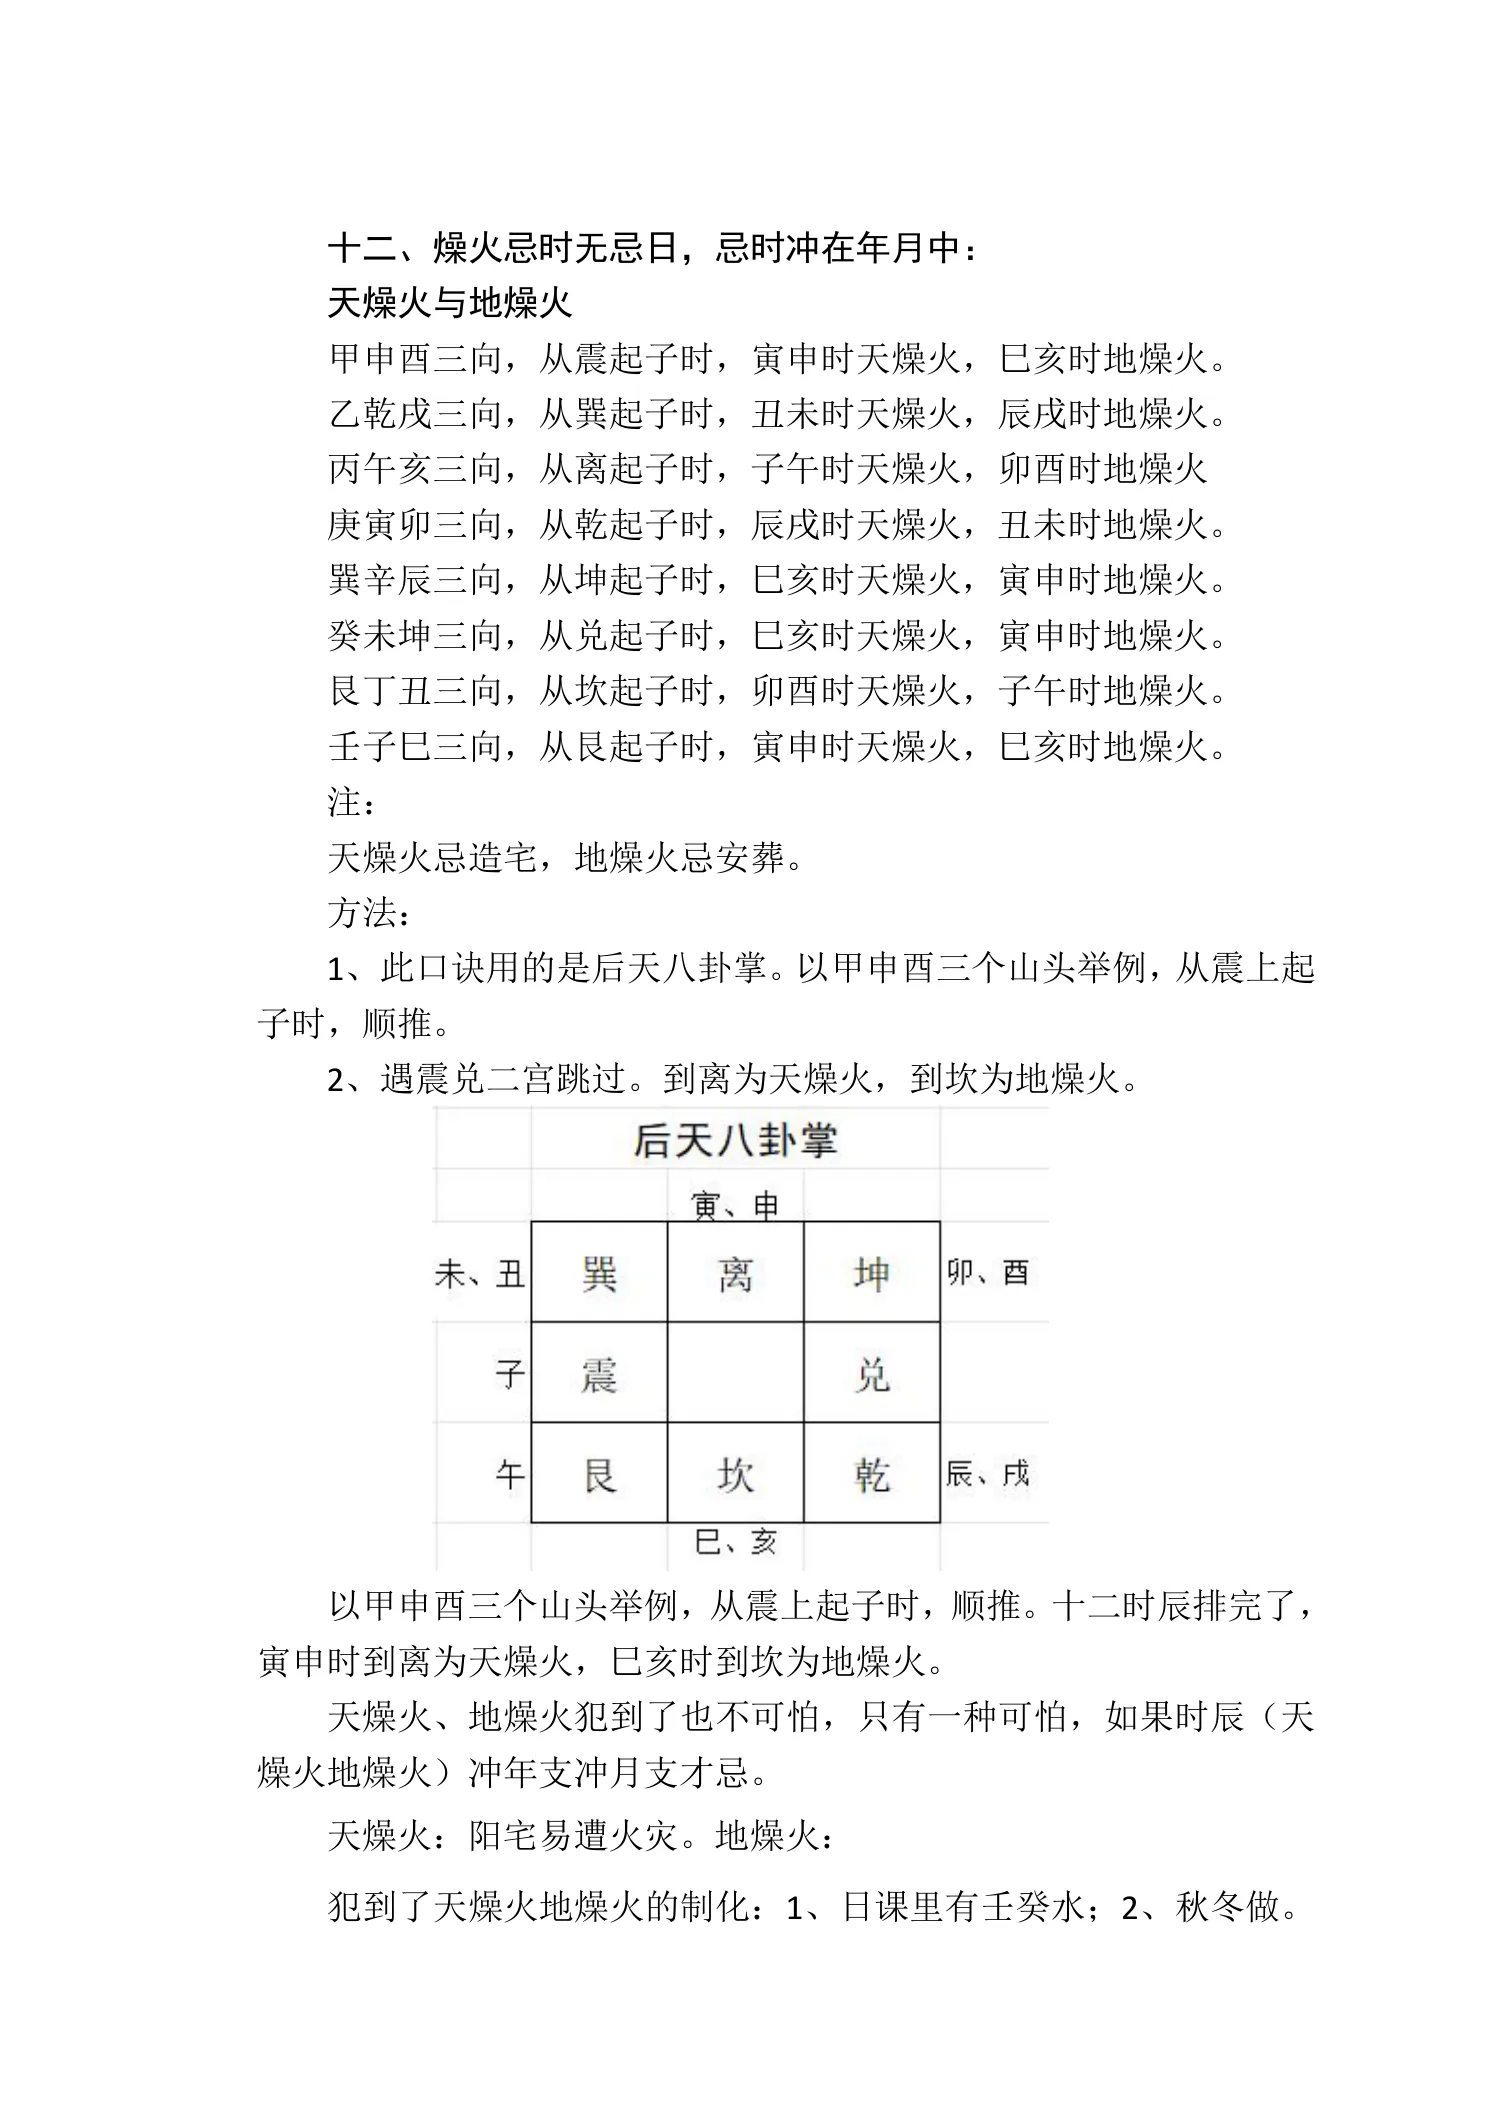 十二、燥火忌时无忌日，忌时冲在年月中：
天燥火与地燥火
甲申酉三向，从震起子时，寅申时天燥火，巳亥时地燥火。
乙乾戌三向，从巽起子时，丑未时天燥火，辰戌时地燥火。
丙午亥三向，从离起子时，子午时天燥火，卯酉时地燥火
庚寅卯三向，从乾起子时，辰戌时天燥火，丑未时地燥火。
巽辛辰三向，从坤起子时，巳亥时天燥火，寅申时地燥火。
癸未坤三向，从兑起子时，巳亥时天燥火，寅申时地燥火。
艮丁丑三向，从坎起子时，卯酉时天燥火，子午时地燥火。
壬子巳三向，从艮起子时，寅申时天燥火，巳亥时地燥火。
注：
天燥火忌造宅，地燥火忌安葬。
方法：
1、此口诀用的是后天八卦掌。以甲申酉三个山头举例，从震上起
子时，顺推。
2、遇震兑二宫跳过。到离为天燥火，到坎为地燥火。
后天八卦掌
寅、申
未、丑 巽 离 坤 卯、酉
子 震 兑
午 艮 坎 乾 辰、戌
巳、亥
以甲申酉三个山头举例，从震上起子时，顺推。十二时辰排完了，
寅申时到离为天燥火，巳亥时到坎为地燥火。
天燥火、地燥火犯到了也不可怕，只有一种可怕，如果时辰（天
燥火地燥火）冲年支冲月支才忌。
天燥火：阳宅易遭火灾。地燥火：
犯到了天燥火地燥火的制化：1、日课里有壬癸水；2、秋冬做。